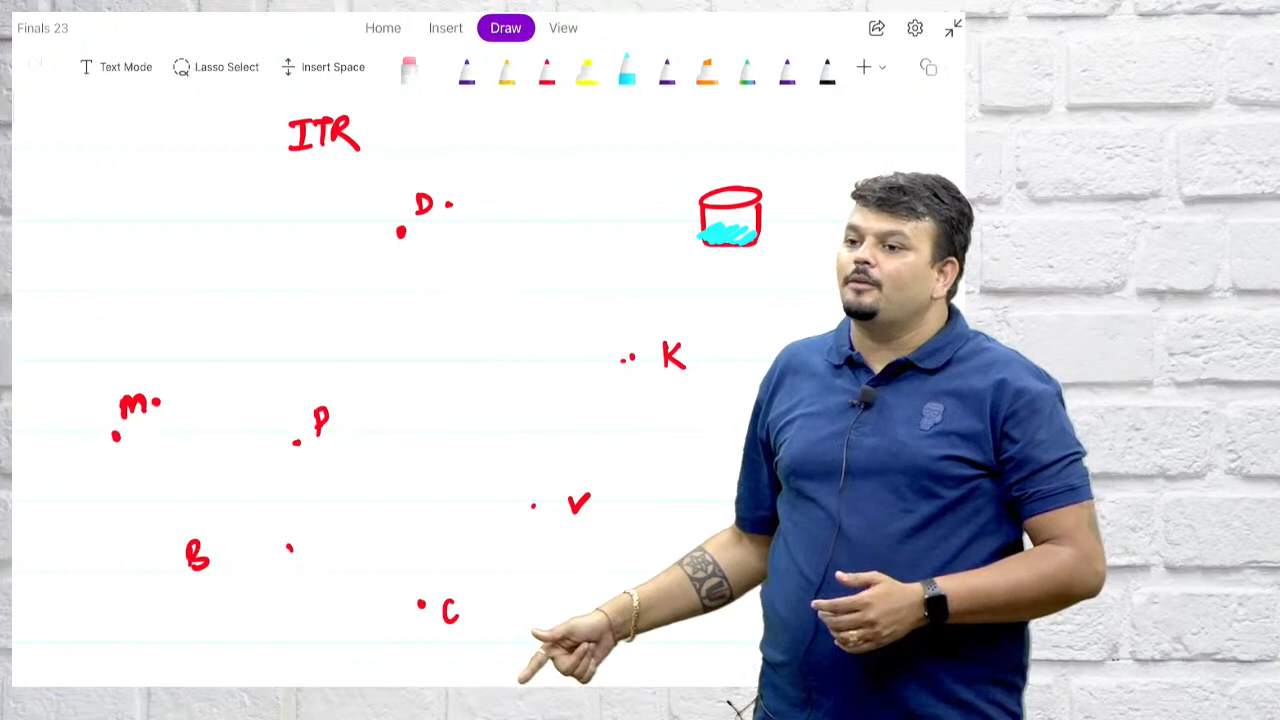 Finals 23
Home Insert Draw View
Text Mode Lasso Select Insert Space
ITR
D
K
M
P
V
B
C